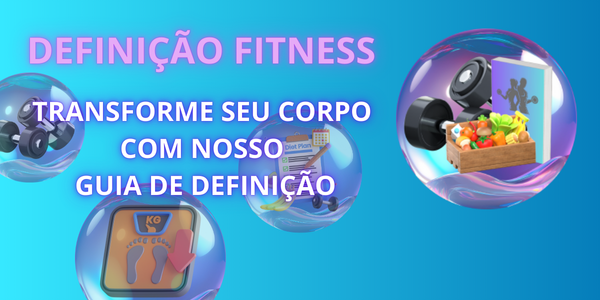 DEFINIÇÃO FITNESS
TRANSFORME SEU CORPO
COM NOSSO
GUIA DE DEFINIÇÃO
Diet Plan
KG